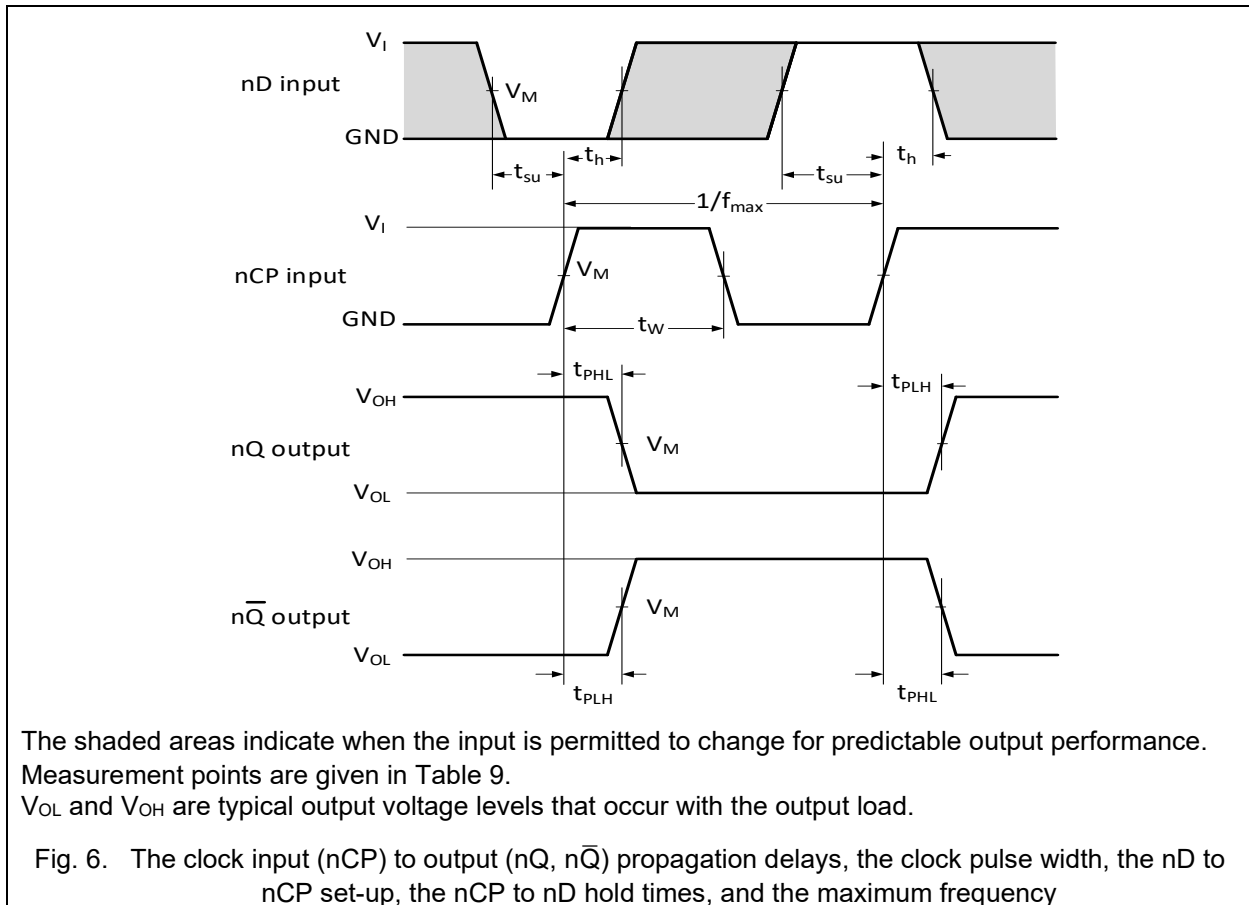 V_I
nD input
V_M
GND
t_su
t_h
t_su
t_h
1/f_max
V_I
nCP input
V_M
GND
t_W
t_PHL
t_PLH
V_OH
nQ output
V_M
V_OL
V_OH
nQ̅ output
V_M
V_OL
t_PLH
t_PHL
The shaded areas indicate when the input is permitted to change for predictable output performance.
Measurement points are given in Table 9.
V_OL and V_OH are typical output voltage levels that occur with the output load.
Fig. 6. The clock input (nCP) to output (nQ, nQ̅) propagation delays, the clock pulse width, the nD to
nCP set-up, the nCP to nD hold times, and the maximum frequency